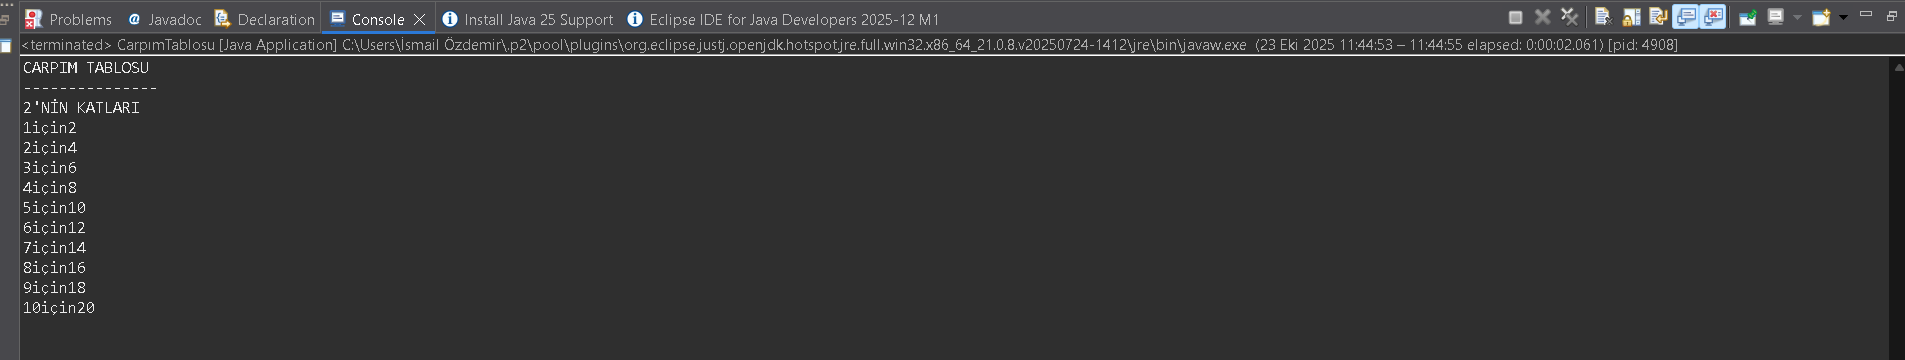 Problems @ Javadoc Declaration Console Install Java 25 Support Eclipse IDE for Java Developers 2025-12 M1
<terminated> CarpımTablosu [Java Application] C:\Users\İsmail Özdemir\.p2\pool\plugins\org.eclipse.justj.openjdk.hotspot.jre.full.win32.x86_64_21.0.8.v20250724-1412\jre\bin\javaw.exe (23 Eki 2025 11:44:53 – 11:44:55 elapsed: 0:00:02.061) [pid: 4908]
CARPIM TABLOSU
---------------
2'NİN KATLARI
1için2
2için4
3için6
4için8
5için10
6için12
7için14
8için16
9için18
10için20